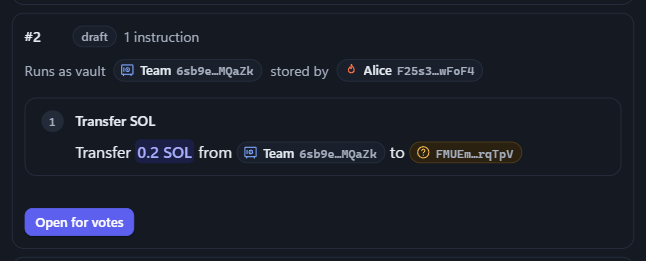 #2 draft 1 instruction
Runs as vault Team 6sb9e…MQaZk stored by Alice F25s3…wFoF4
1 Transfer SOL
Transfer 0.2 SOL from Team 6sb9e…MQaZk to FMUEm…rqTpV
Open for votes